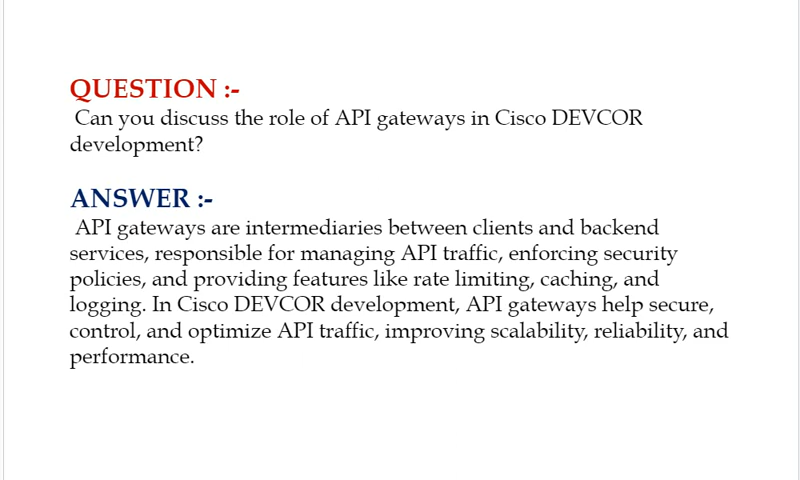 QUESTION :-
Can you discuss the role of API gateways in Cisco DEVCOR
development?
ANSWER :-
API gateways are intermediaries between clients and backend
services, responsible for managing API traffic, enforcing security
policies, and providing features like rate limiting, caching, and
logging. In Cisco DEVCOR development, API gateways help secure,
control, and optimize API traffic, improving scalability, reliability, and
performance.